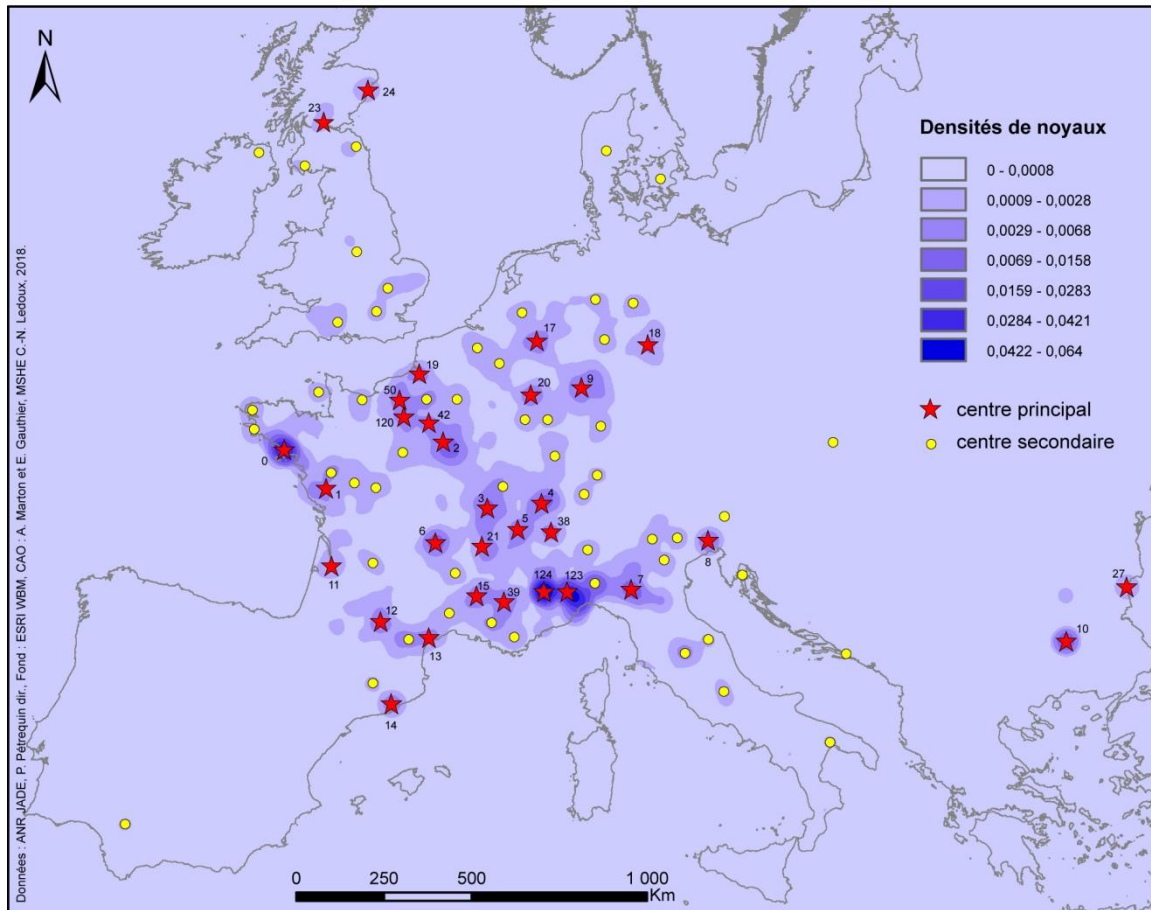 N
24
23
Densités de noyaux
0 - 0,0008
0,0009 - 0,0028
0,0029 - 0,0068
0,0069 - 0,0158
0,0159 - 0,0283
0,0284 - 0,0421
0,0422 - 0,064
centre principal
centre secondaire
17
18
19
20
9
50
120
42
2
0
1
3
4
5
38
6
21
8
11
124
123
7
27
15
39
12
10
13
14
0 250 500 1 000
Km
Données : ANR JADE, P. Pétrequin dir., Fond : ESRI WBM, CAO : A. Marton et E. Gauthier, MSHE C.-N. Ledoux, 2018.